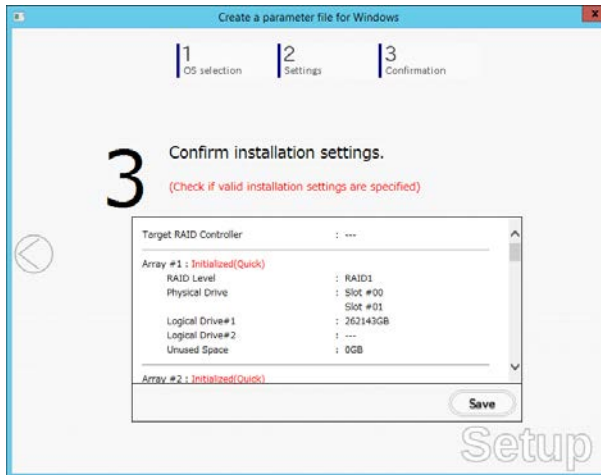 Create a parameter file for Windows
x
1
OS selection
2
Settings
3
Confirmation
3
Confirm installation settings.
(Check if valid installation settings are specified)
Target RAID Controller : ---
Array #1 : Initialized(Quick)
RAID Level : RAID1
Physical Drive : Slot #00
Slot #01
Logical Drive#1 : 262143GB
Logical Drive#2 : ---
Unused Space : 0GB
Array #2 : Initialized(Quick)
Save
Setup